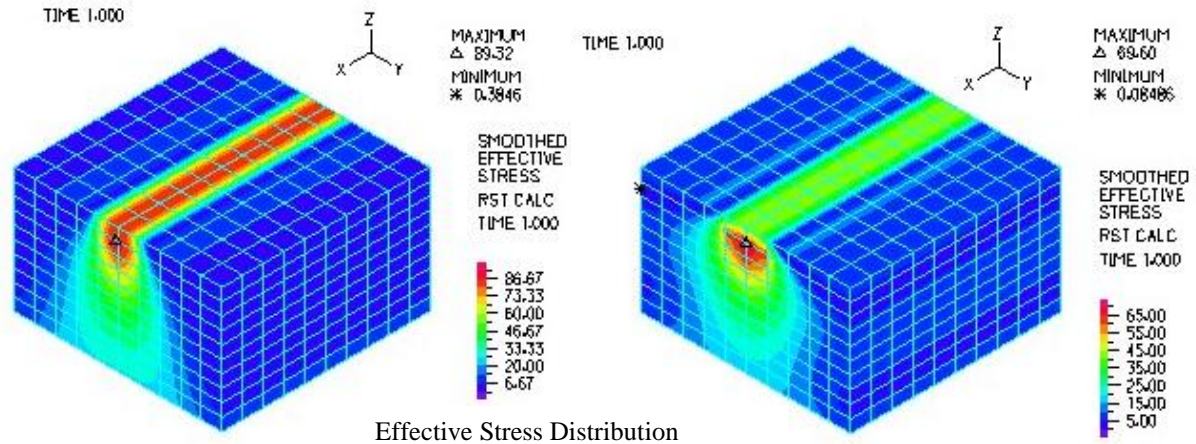 TIME 1.000
Z
X
Y
MAXIMUM
Δ 89.32
MINIMUM
* 0.3846
SMOOTHED
EFFECTIVE
STRESS
RST CALC
TIME 1.000
86.67
73.33
60.00
46.67
33.33
20.00
6.67
TIME 1.000
Z
X
Y
MAXIMUM
Δ 69.60
MINIMUM
* 0.08486
SMOOTHED
EFFECTIVE
STRESS
RST CALC
TIME 1.000
65.00
55.00
45.00
35.00
25.00
15.00
5.00
Effective Stress Distribution